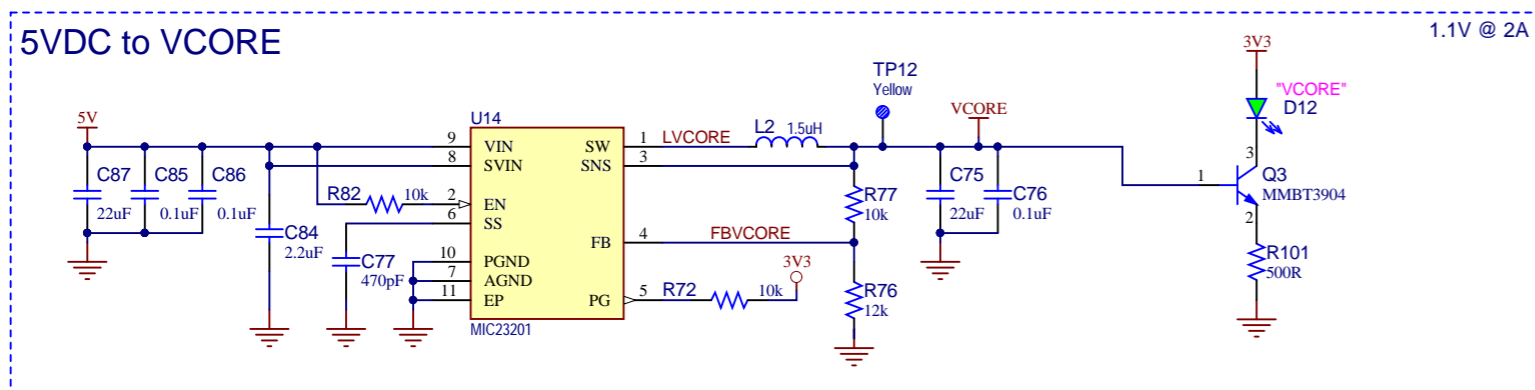 5VDC to VCORE
1.1V @ 2A
5V
C87
22uF
C85
0.1uF
C86
0.1uF
C84
2.2uF
R82
10k
C77
470pF
U14
9 VIN
8 SVIN
2 EN
6 SS
10 PGND
7 AGND
11 EP
SW 1
SNS 3
FB 4
PG 5
MIC23201
LVCORE
L2
1.5uH
TP12
Yellow
VCORE
R77
10k
FBVCORE
R76
12k
R72
10k
3V3
C75
22uF
C76
0.1uF
3V3
"VCORE"
D12
3
1
2
Q3
MMBT3904
R101
500R